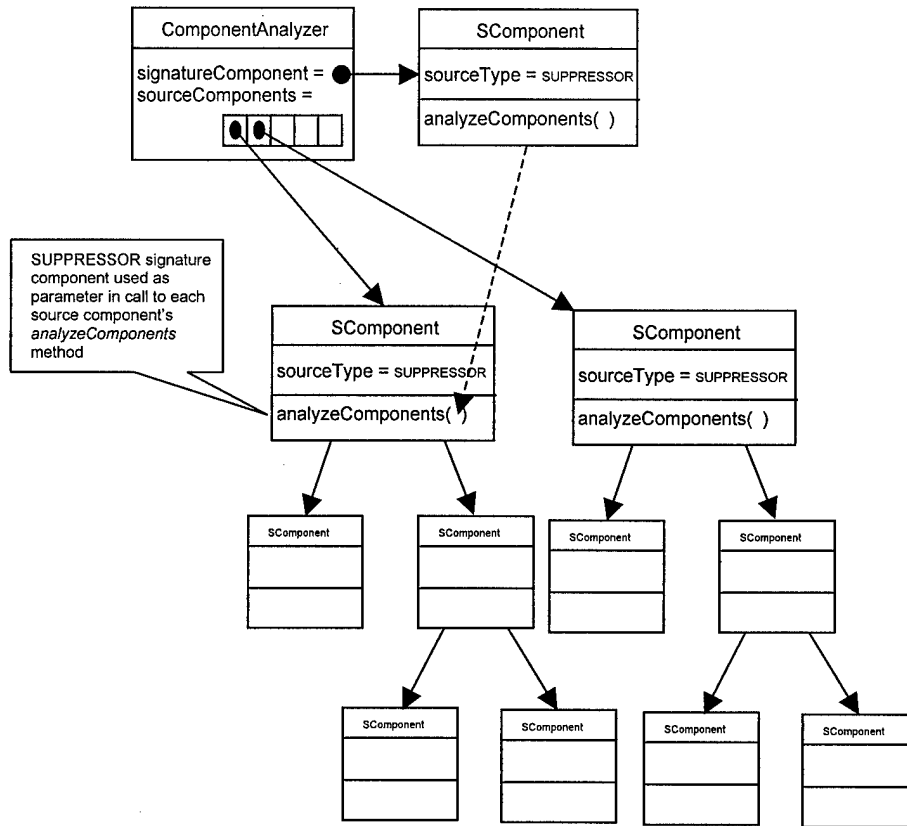 ComponentAnalyzer
signatureComponent =
sourceComponents =
SComponent
sourceType = SUPPRESSOR
analyzeComponents( )
SUPPRESSOR signature
component used as
parameter in call to each
source component's
analyzeComponents
method
SComponent
sourceType = SUPPRESSOR
analyzeComponents( )
SComponent
sourceType = SUPPRESSOR
analyzeComponents( )
SComponent
SComponent
SComponent
SComponent
SComponent
SComponent
SComponent
SComponent